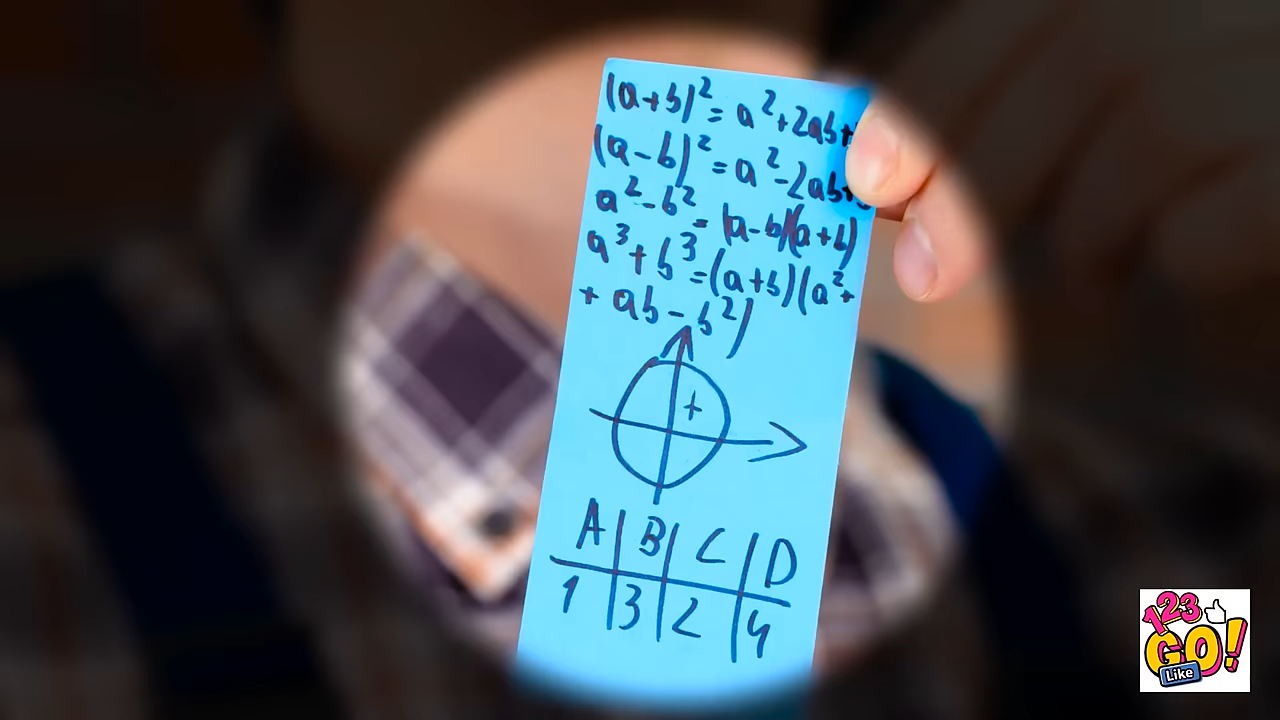 (a+b)²= a²+2ab+
(a-b)²=a²-2ab+
a²-b²=(a-b)(a+b)
a³+b³=(a+b)(a²+
+ab-b²)
+
A B C D
1 3 2 4
123
GO!
Like